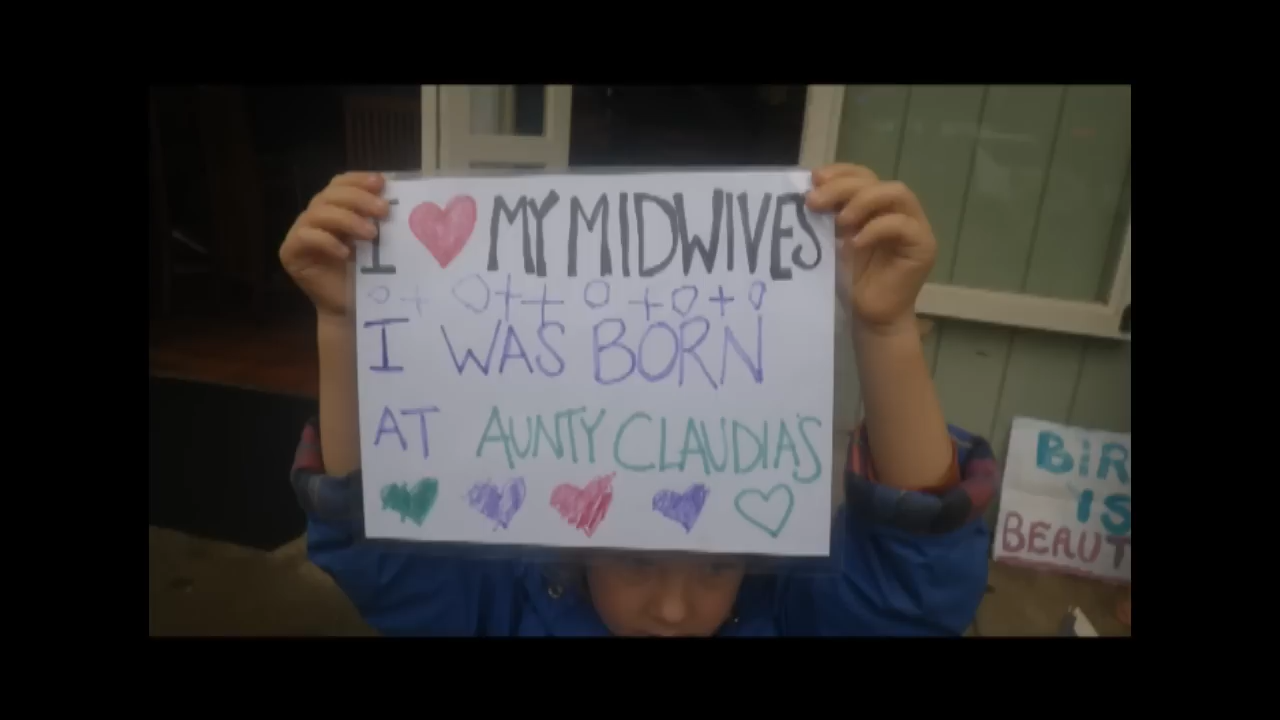 I ❤ MY MIDWIVES
I WAS BORN
AT AUNTY CLAUDIA'S
BIR
IS
BEAUT